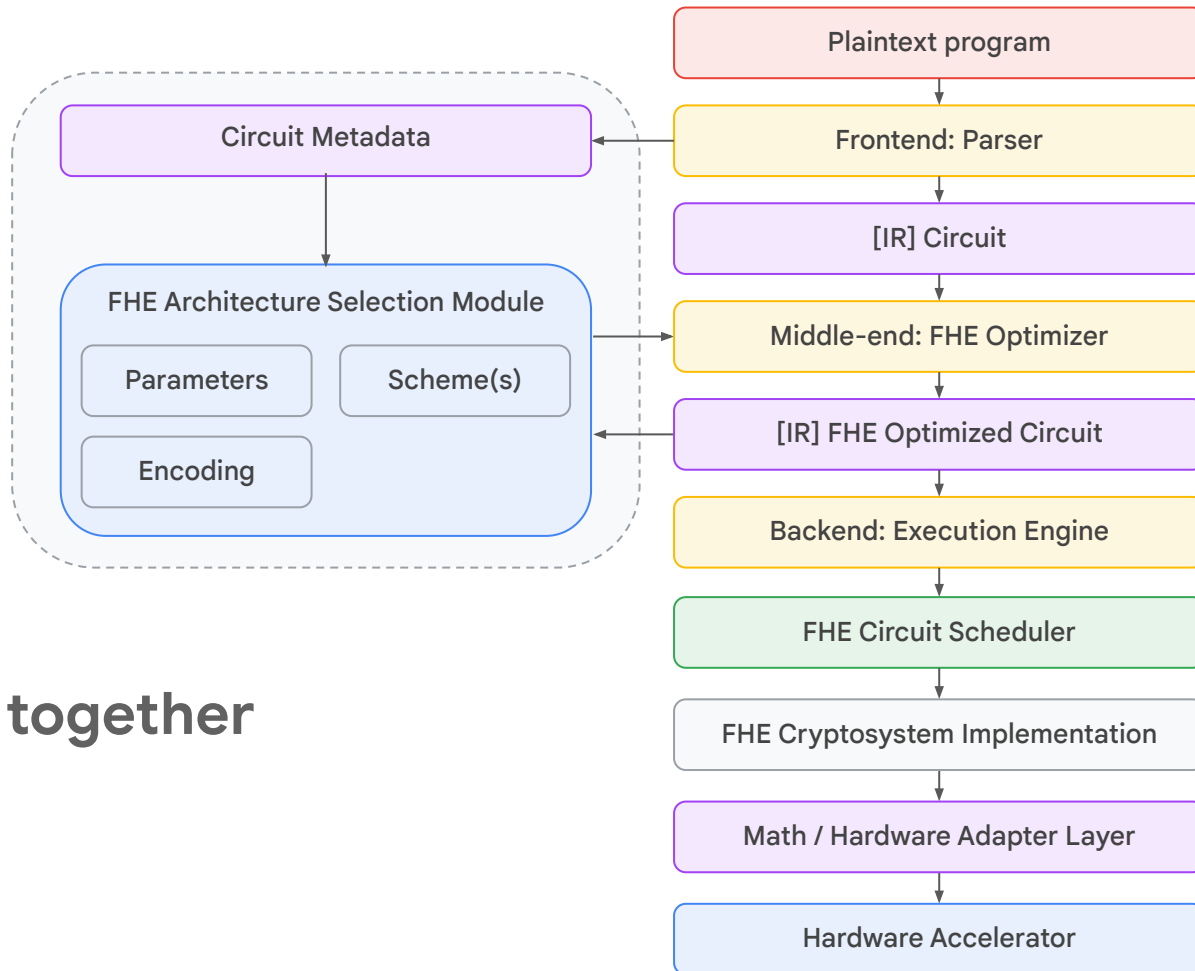 Plaintext program
Circuit Metadata
Frontend: Parser
[IR] Circuit
FHE Architecture Selection Module
Parameters
Scheme(s)
Encoding
Middle-end: FHE Optimizer
[IR] FHE Optimized Circuit
Backend: Execution Engine
FHE Circuit Scheduler
together
FHE Cryptosystem Implementation
Math / Hardware Adapter Layer
Hardware Accelerator